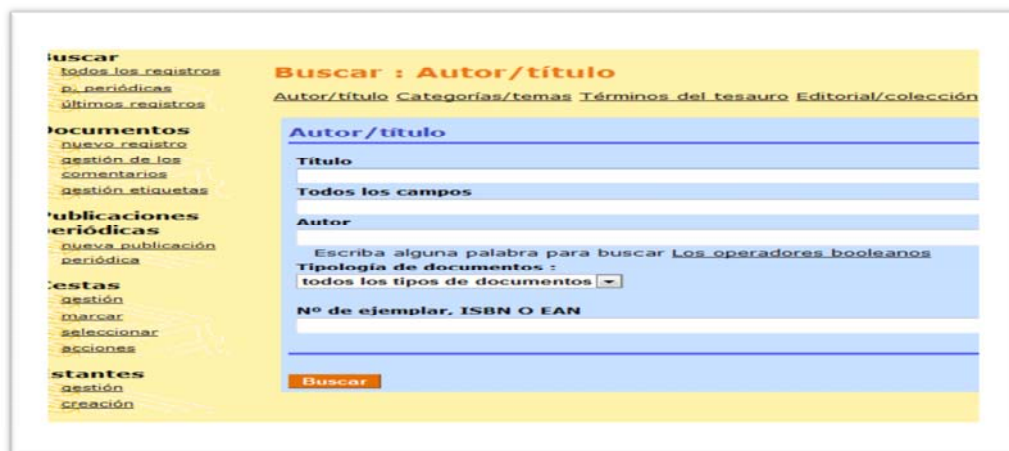 uscar
todos los registros
p. periódicas
últimos registros
ocumentos
nuevo registro
gestión de los
comentarios
gestión etiquetas
ublicaciones
eriódicas
nueva publicación
periódica
estas
gestión
marcar
seleccionar
acciones
stantes
gestión
creación
Buscar : Autor/título
Autor/título Categorías/temas Términos del tesauro Editorial/colección
Autor/título
Título
Todos los campos
Autor
Escriba alguna palabra para buscar Los operadores booleanos
Tipología de documentos :
todos los tipos de documentos
Nº de ejemplar, ISBN O EAN
Buscar